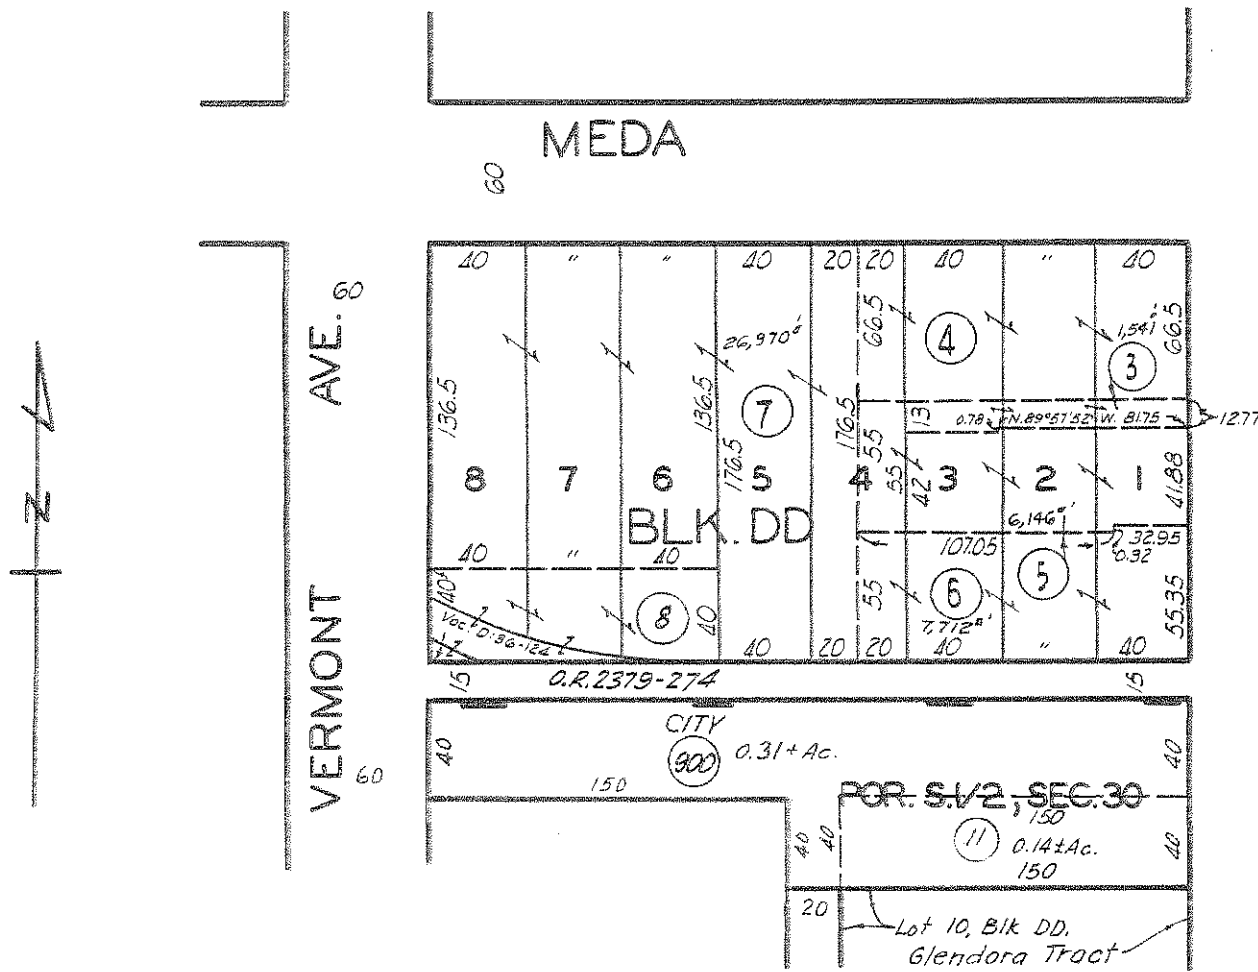 MEDA
60
VERMONT AVE. 60
60
40 " " 40 20 20 40 " 40
66.5 66.5
1,541
26,970
4
3
7
136.5 136.5 176.5 176.5
13 0.78 N.89°57'52" W. 81.75 12.77
55 55 42 41.88
8 7 6 5 4 3 2 1
BLK. DD
6,146
40 " 40
107.05 32.95
0.32
5
6
8
40 40 55 55.35
Vac. D:86-122
7,712
40 20 20 40 " 40
15 O.R. 2379-274 15
CITY
900 0.31± Ac.
40 40
150
POR. S.1/2, SEC. 30
150
11 0.14±Ac.
40 40 40
150
20
Lot 10, Blk DD.
Glendora Tract
N